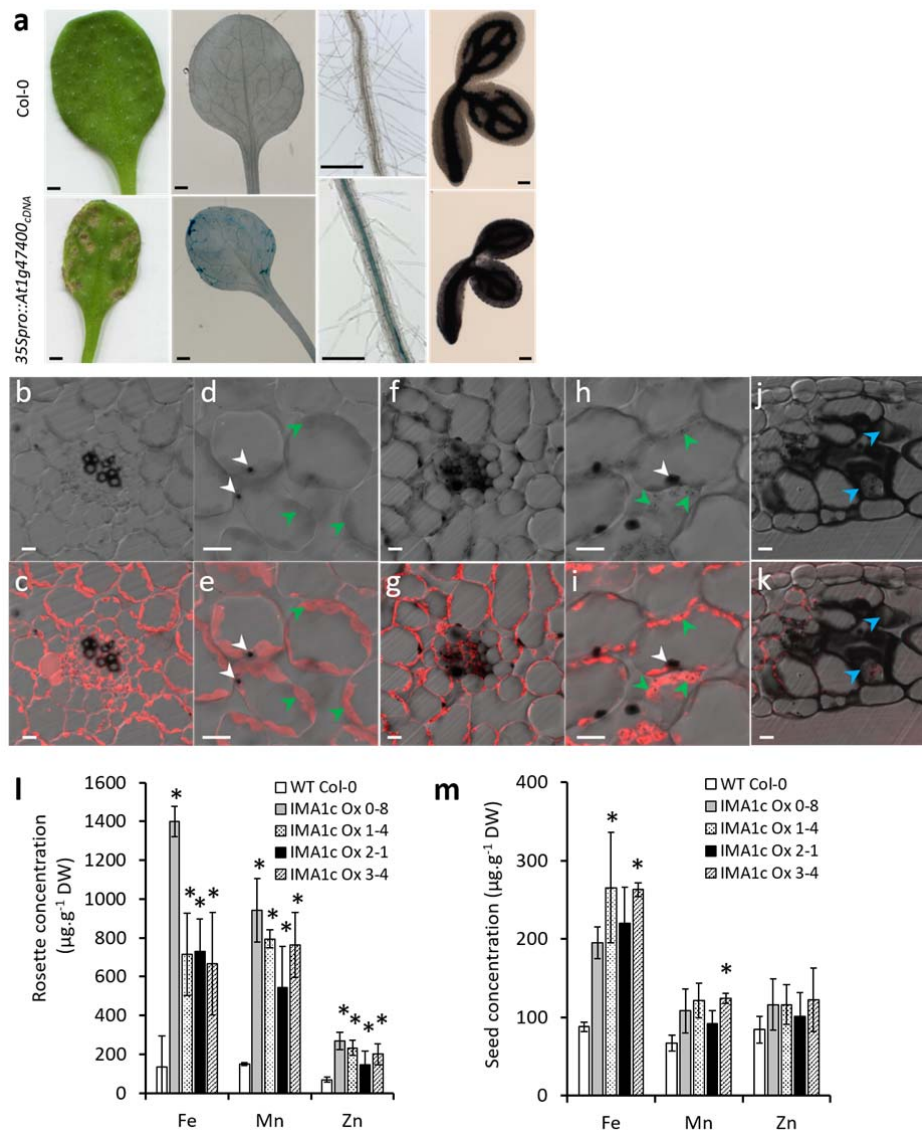 a
Col-0
35Spro::At1g47400cDNA
b
d
f
h
j
c
e
g
i
k
l
Rosette concentration
(µg.g-1 DW)
1600
1400
1200
1000
800
600
400
200
0
WT Col-0
IMA1c Ox 0-8
IMA1c Ox 1-4
IMA1c Ox 2-1
IMA1c Ox 3-4
*
* * *
* * * *
* * * *
Fe Mn Zn
m
Seed concentration (µg.g-1 DW)
400
300
200
100
0
WT Col-0
IMA1c Ox 0-8
IMA1c Ox 1-4
IMA1c Ox 2-1
IMA1c Ox 3-4
* *
*
Fe Mn Zn